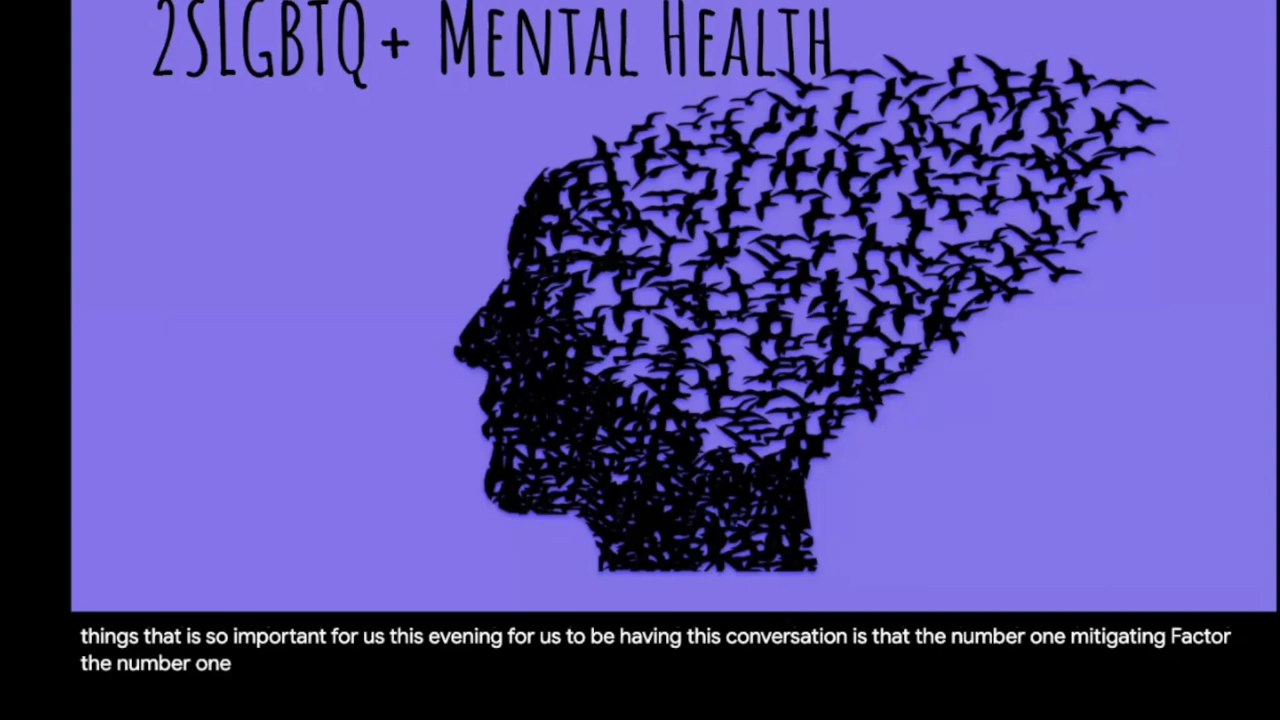 2SLGBTQ+ Mental Health
things that is so important for us this evening for us to be having this conversation is that the number one mitigating Factor
the number one